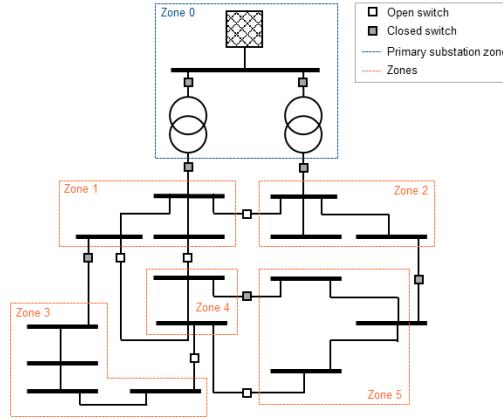 Zone 0
Open switch
Closed switch
Primary substation zone
Zones
Zone 1
Zone 2
Zone 3
Zone 4
Zone 5